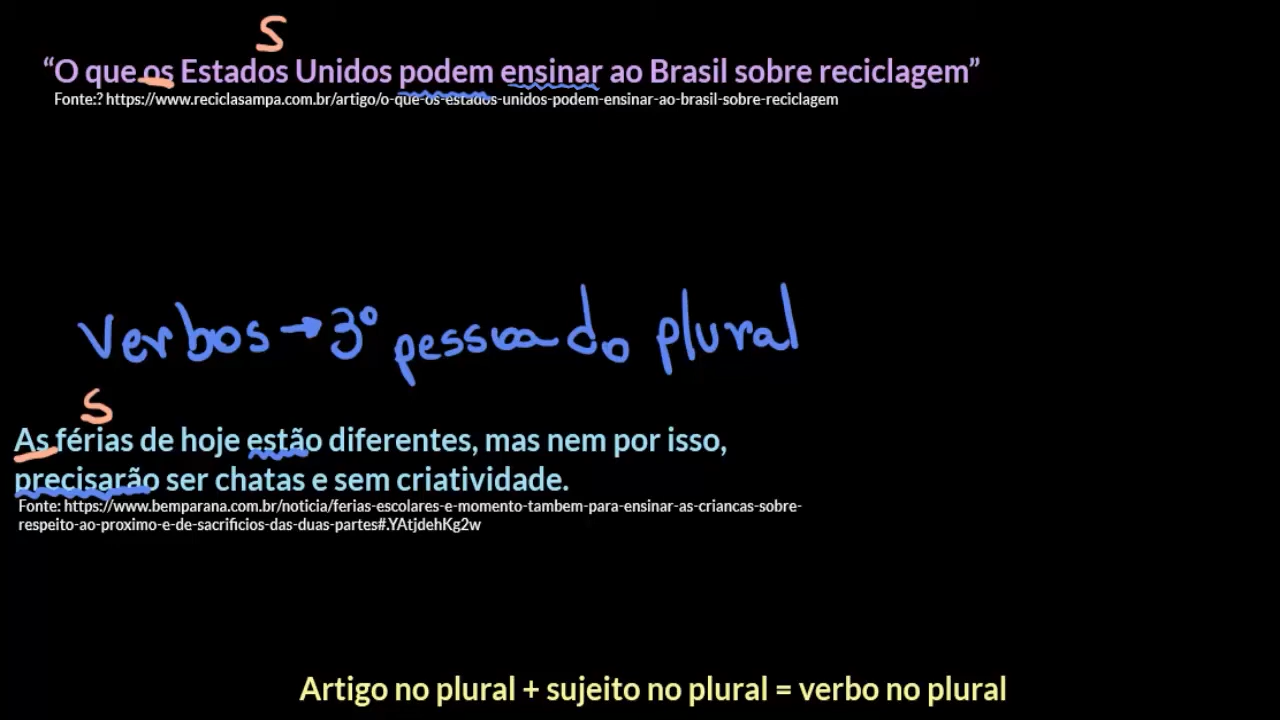 S
“O que os Estados Unidos podem ensinar ao Brasil sobre reciclagem”
Fonte:? https://www.reciclasampa.com.br/artigo/o-que-os-estados-unidos-podem-ensinar-ao-brasil-sobre-reciclagem
Verbos → 3º pessoa do plural
S
As férias de hoje estão diferentes, mas nem por isso,
precisarão ser chatas e sem criatividade.
Fonte: https://www.bemparana.com.br/noticia/ferias-escolares-e-momento-tambem-para-ensinar-as-criancas-sobre-
respeito-ao-proximo-e-de-sacrificios-das-duas-partes#.YAtjdehKg2w
Artigo no plural + sujeito no plural = verbo no plural